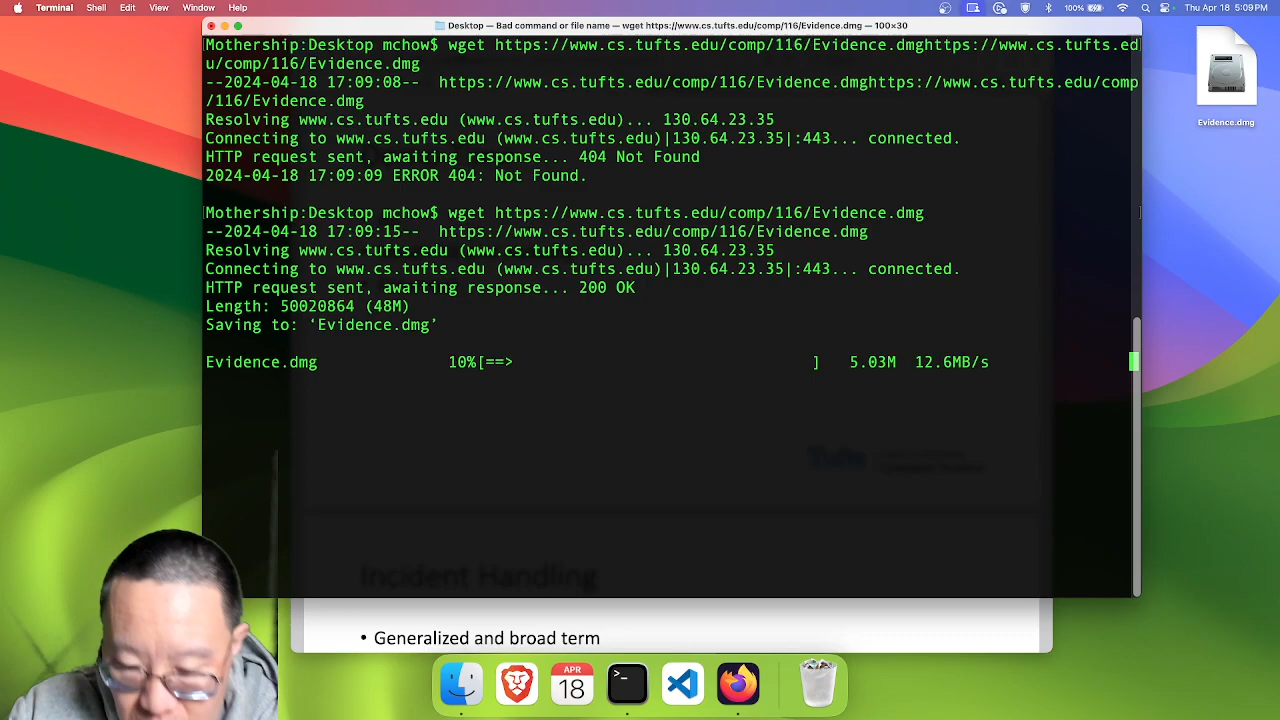 Terminal Shell Edit View Window Help 100% Thu Apr 18 5:09 PM
Desktop — Bad command or file name — wget https://www.cs.tufts.edu/comp/116/Evidence.dmg — 100×30
Mothership:Desktop mchow$ wget https://www.cs.tufts.edu/comp/116/Evidence.dmghttps://www.cs.tufts.ed
u/comp/116/Evidence.dmg
--2024-04-18 17:09:08-- https://www.cs.tufts.edu/comp/116/Evidence.dmghttps://www.cs.tufts.edu/comp
/116/Evidence.dmg
Resolving www.cs.tufts.edu (www.cs.tufts.edu)... 130.64.23.35
Connecting to www.cs.tufts.edu (www.cs.tufts.edu)|130.64.23.35|:443... connected.
HTTP request sent, awaiting response... 404 Not Found
2024-04-18 17:09:09 ERROR 404: Not Found.
Mothership:Desktop mchow$ wget https://www.cs.tufts.edu/comp/116/Evidence.dmg
--2024-04-18 17:09:15-- https://www.cs.tufts.edu/comp/116/Evidence.dmg
Resolving www.cs.tufts.edu (www.cs.tufts.edu)... 130.64.23.35
Connecting to www.cs.tufts.edu (www.cs.tufts.edu)|130.64.23.35|:443... connected.
HTTP request sent, awaiting response... 200 OK
Length: 50020864 (48M)
Saving to: ‘Evidence.dmg’
Evidence.dmg 10%[==> ] 5.03M 12.6MB/s
Evidence.dmg
Tufts
Incident Handling
• Generalized and broad term
APR
18
>_